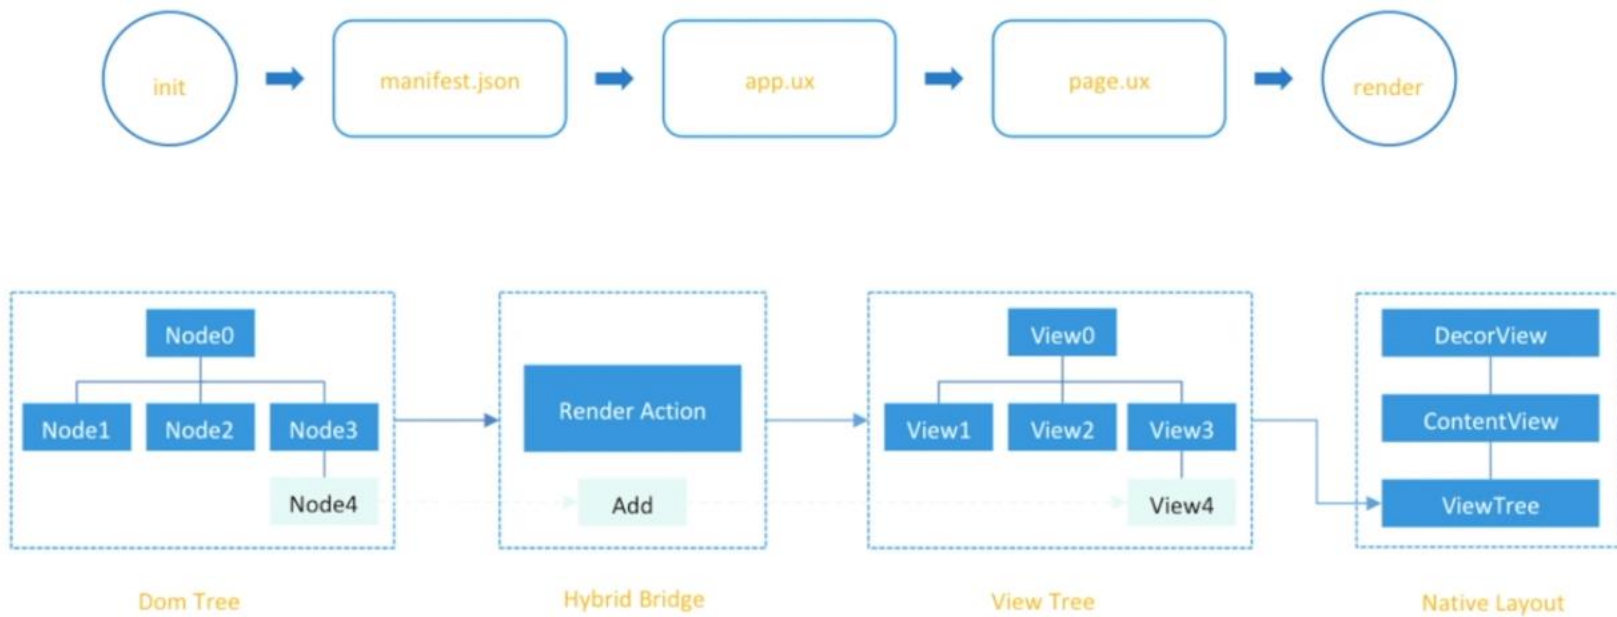 init
manifest.json
app.ux
page.ux
render
Node0
Node1
Node2
Node3
Node4
Render Action
Add
View0
View1
View2
View3
View4
DecorView
ContentView
ViewTree
Dom Tree
Hybrid Bridge
View Tree
Native Layout